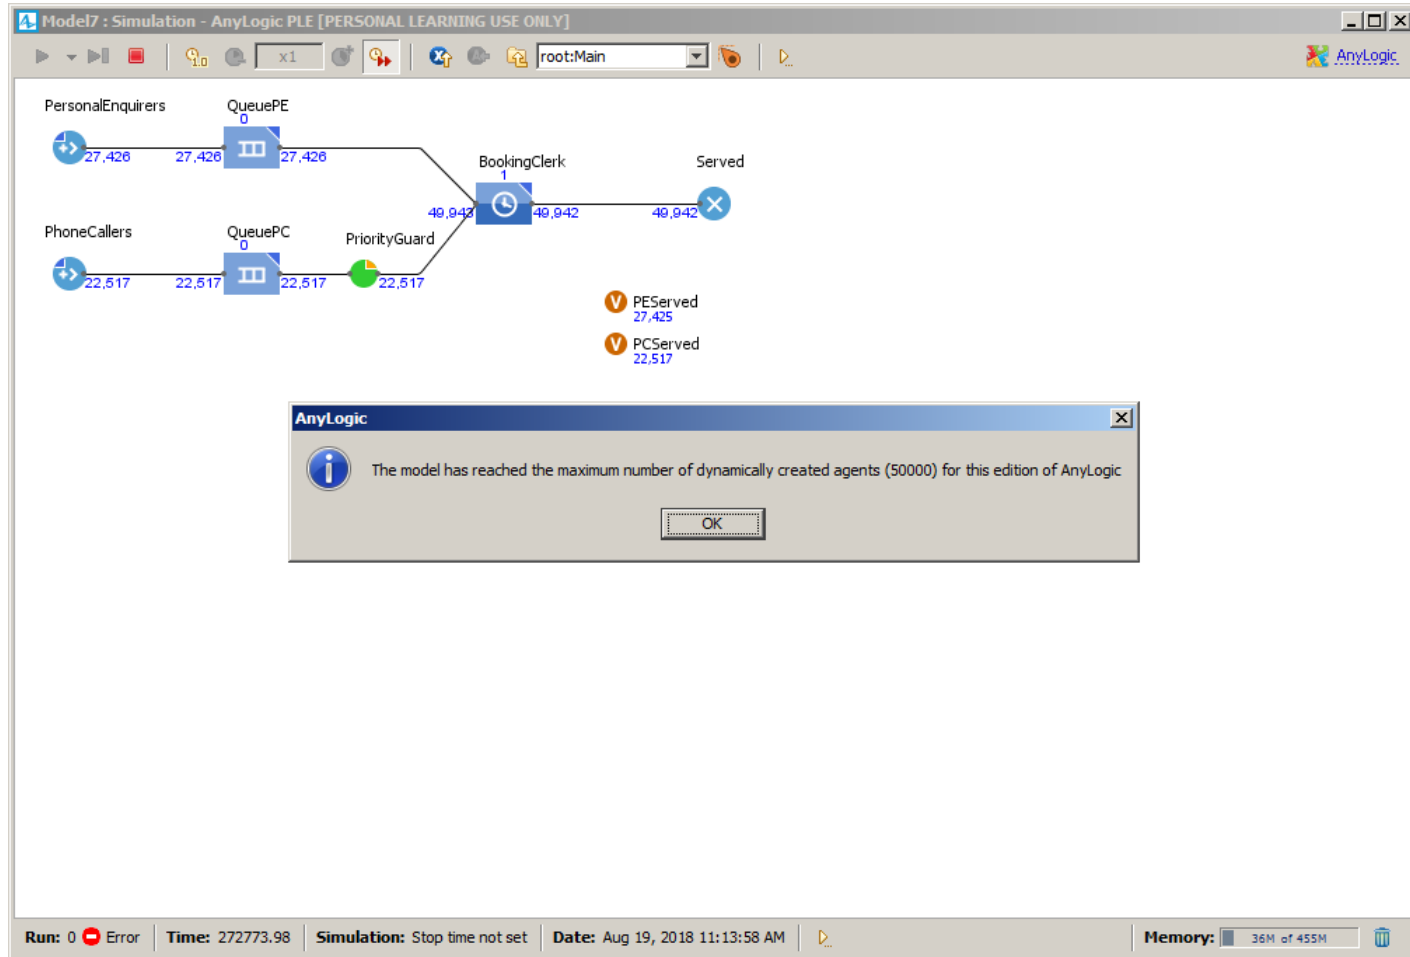 Model7 : Simulation - AnyLogic PLE [PERSONAL LEARNING USE ONLY]
x1
root:Main
AnyLogic
PersonalEnquirers
QueuePE
0
27,426
27,426
27,426
BookingClerk
1
Served
49,943
49,942
49,942
PhoneCallers
QueuePC
0
PriorityGuard
22,517
22,517
22,517
22,517
PEServed
27,425
PCServed
22,517
AnyLogic
The model has reached the maximum number of dynamically created agents (50000) for this edition of AnyLogic
OK
Run: 0 Error Time: 272773.98 Simulation: Stop time not set Date: Aug 19, 2018 11:13:58 AM Memory: 36M of 455M